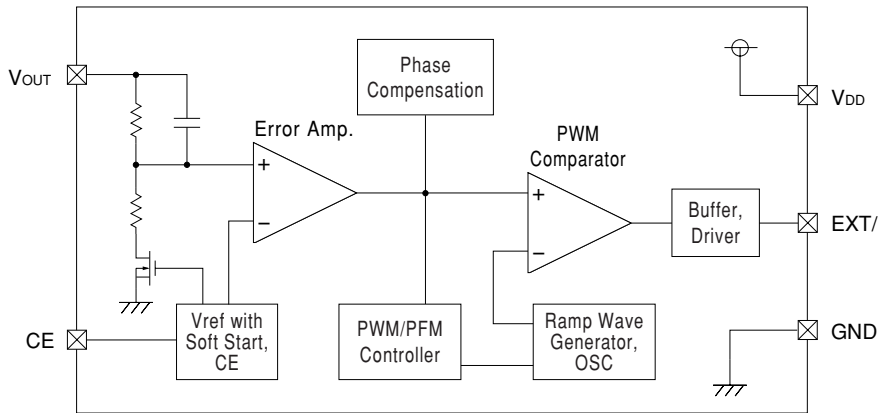 VOUT
Phase
Compensation
VDD
Error Amp.
PWM
Comparator
+
−
+
−
Buffer,
Driver
EXT/
CE
Vref with
Soft Start,
CE
PWM/PFM
Controller
Ramp Wave
Generator,
OSC
GND